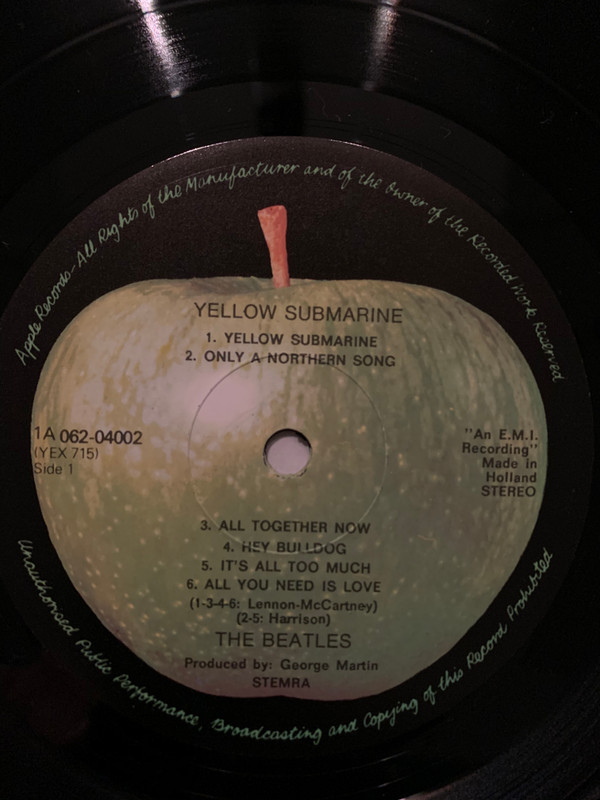 Apple Records-All Rights of the Manufacturer and of the Owner of the Recorded Work Reserved
YELLOW SUBMARINE
1. YELLOW SUBMARINE
2. ONLY A NORTHERN SONG
1A 062-04002
(YEX 715)
Side 1
"An E.M.I.
Recording"
Made in
Holland
STEREO
3. ALL TOGETHER NOW
4. HEY BULLDOG
5. IT'S ALL TOO MUCH
6. ALL YOU NEED IS LOVE
(1-3-4-6: Lennon-McCartney)
(2-5: Harrison)
THE BEATLES
Produced by: George Martin
STEMRA
Unauthorised Public Performance, Broadcasting and Copying of this Record Prohibited